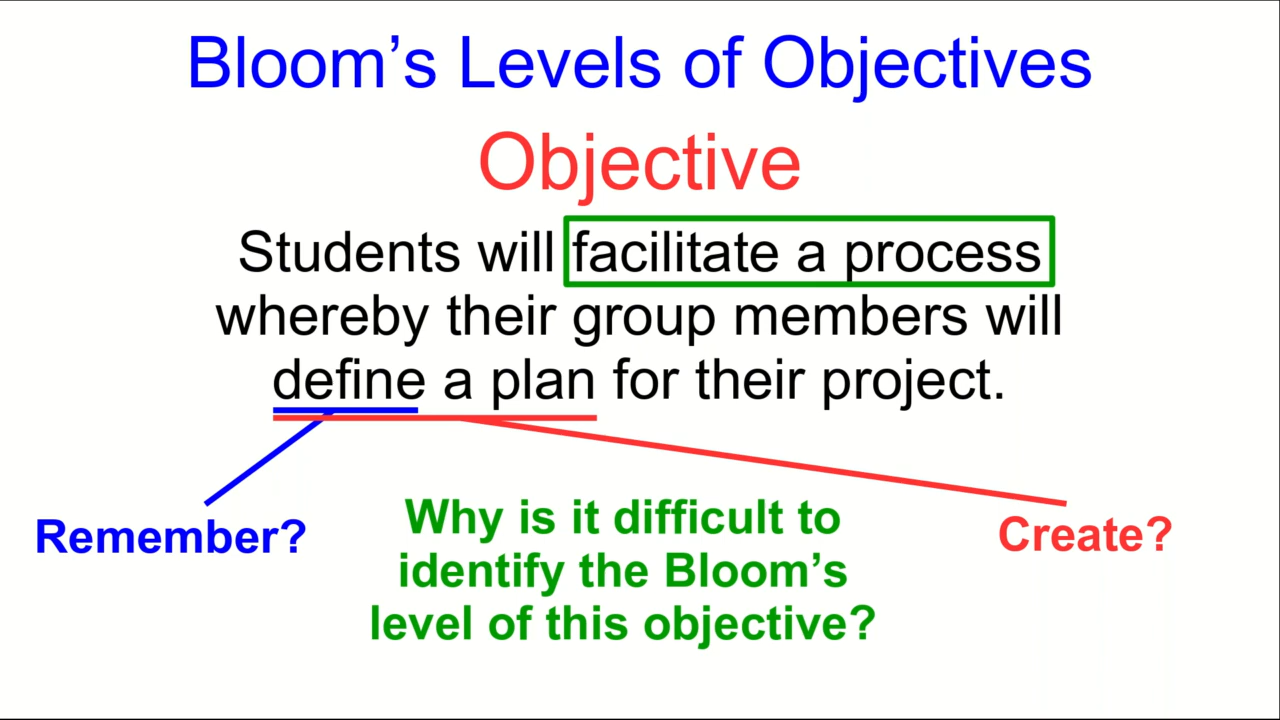 Bloom’s Levels of Objectives
Objective
Students will facilitate a process
whereby their group members will
define a plan for their project.
Remember?
Why is it difficult to
identify the Bloom’s
level of this objective?
Create?